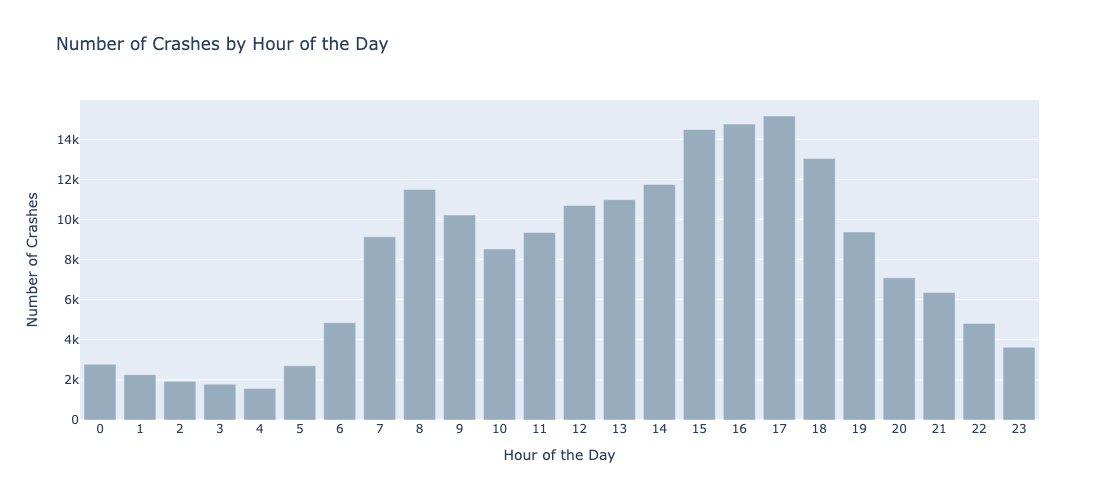 Number of Crashes by Hour of the Day
Number of Crashes
14k
12k
10k
8k
6k
4k
2k
0
0 1 2 3 4 5 6 7 8 9 10 11 12 13 14 15 16 17 18 19 20 21 22 23
Hour of the Day